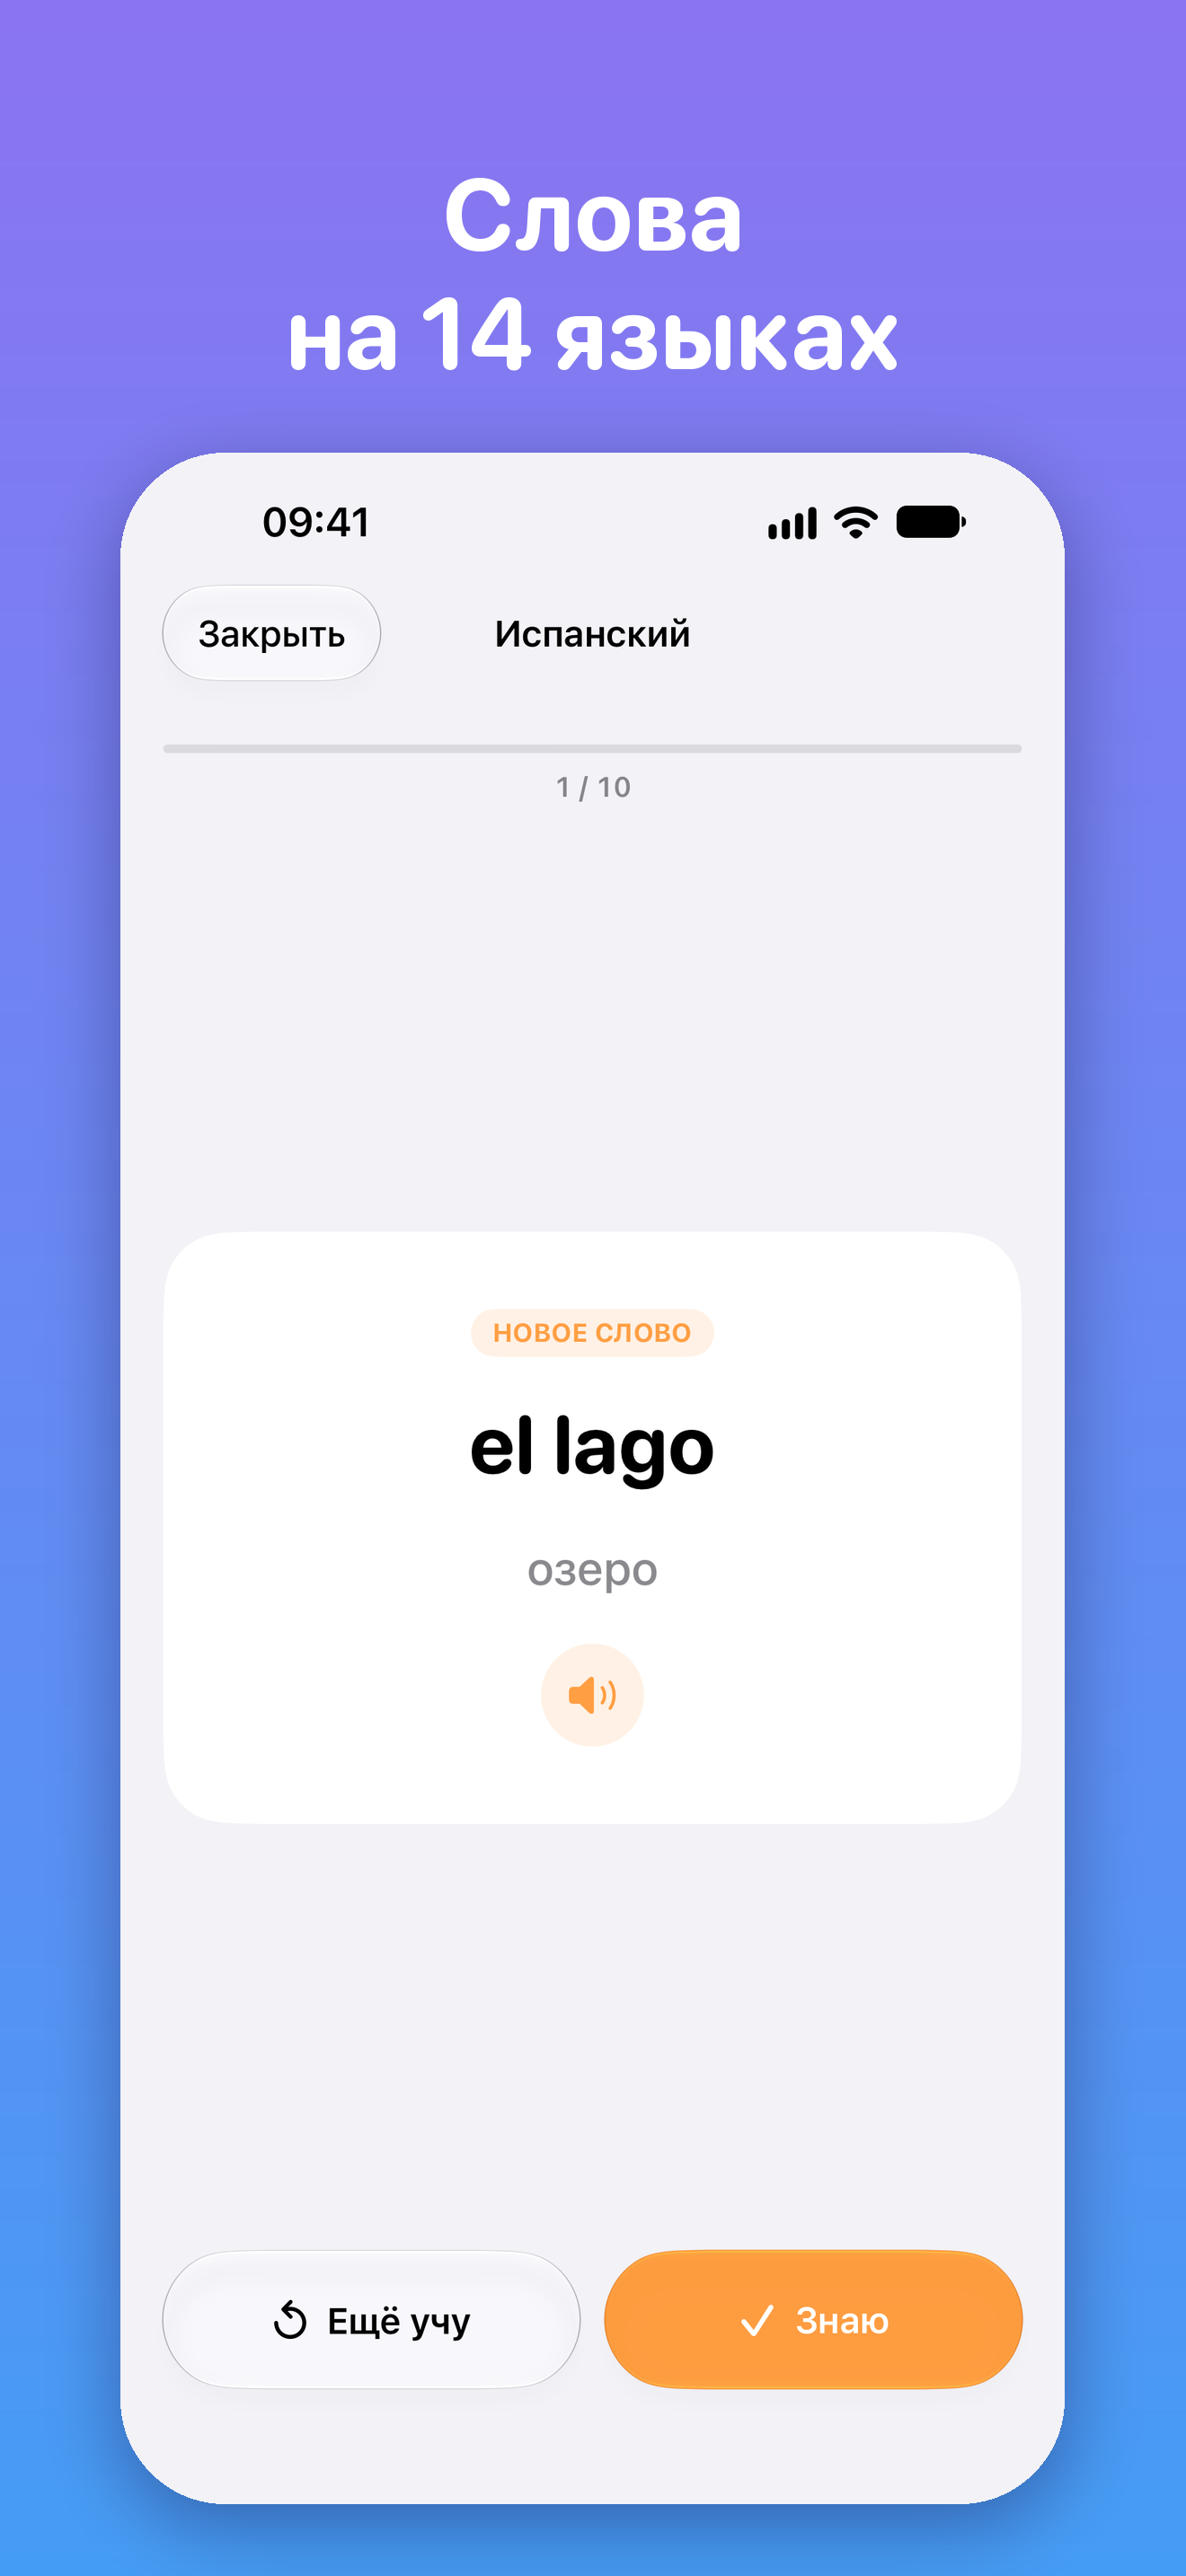 Слова
на 14 языках
09:41
Закрыть
Испанский
1 / 10
НОВОЕ СЛОВО
el lago
озеро
Ещё учу
Знаю